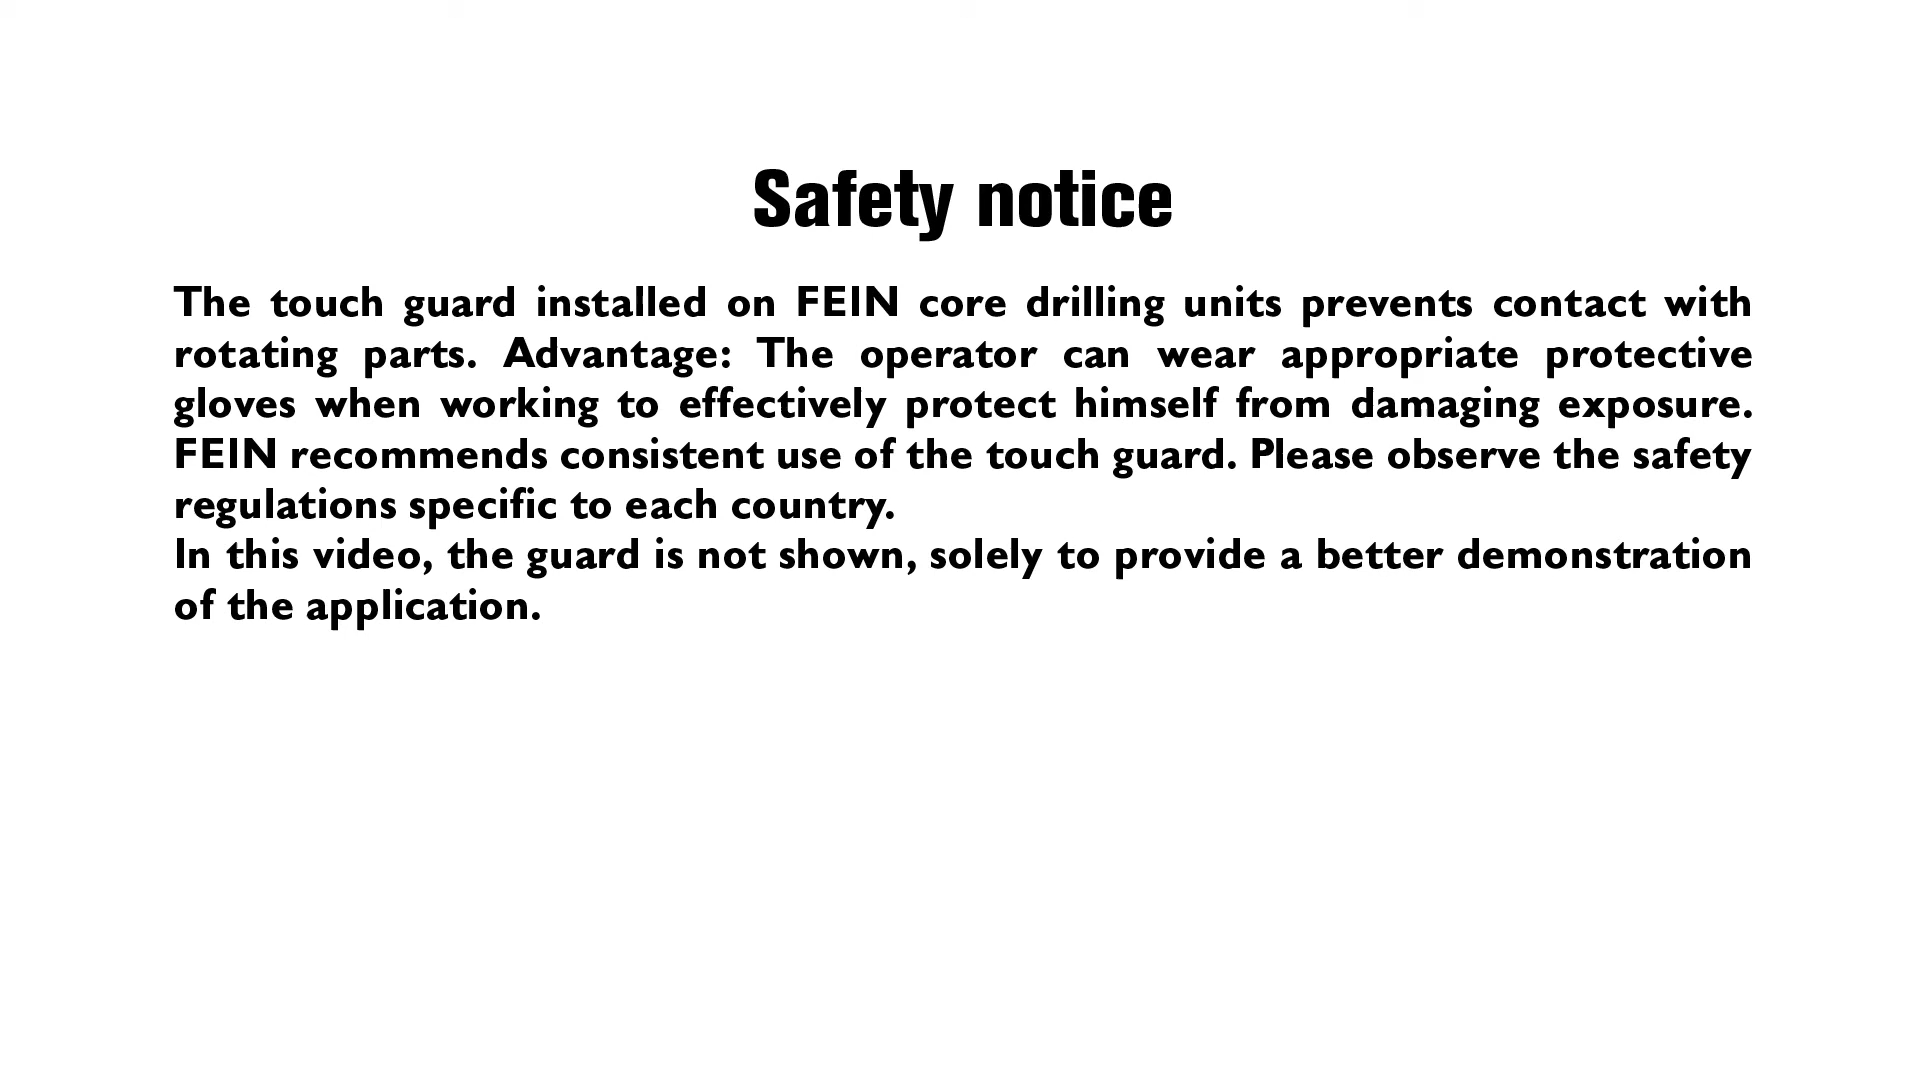 Safety notice
The touch guard installed on FEIN core drilling units prevents contact with
rotating parts. Advantage: The operator can wear appropriate protective
gloves when working to effectively protect himself from damaging exposure.
FEIN recommends consistent use of the touch guard. Please observe the safety
regulations specific to each country.
In this video, the guard is not shown, solely to provide a better demonstration
of the application.